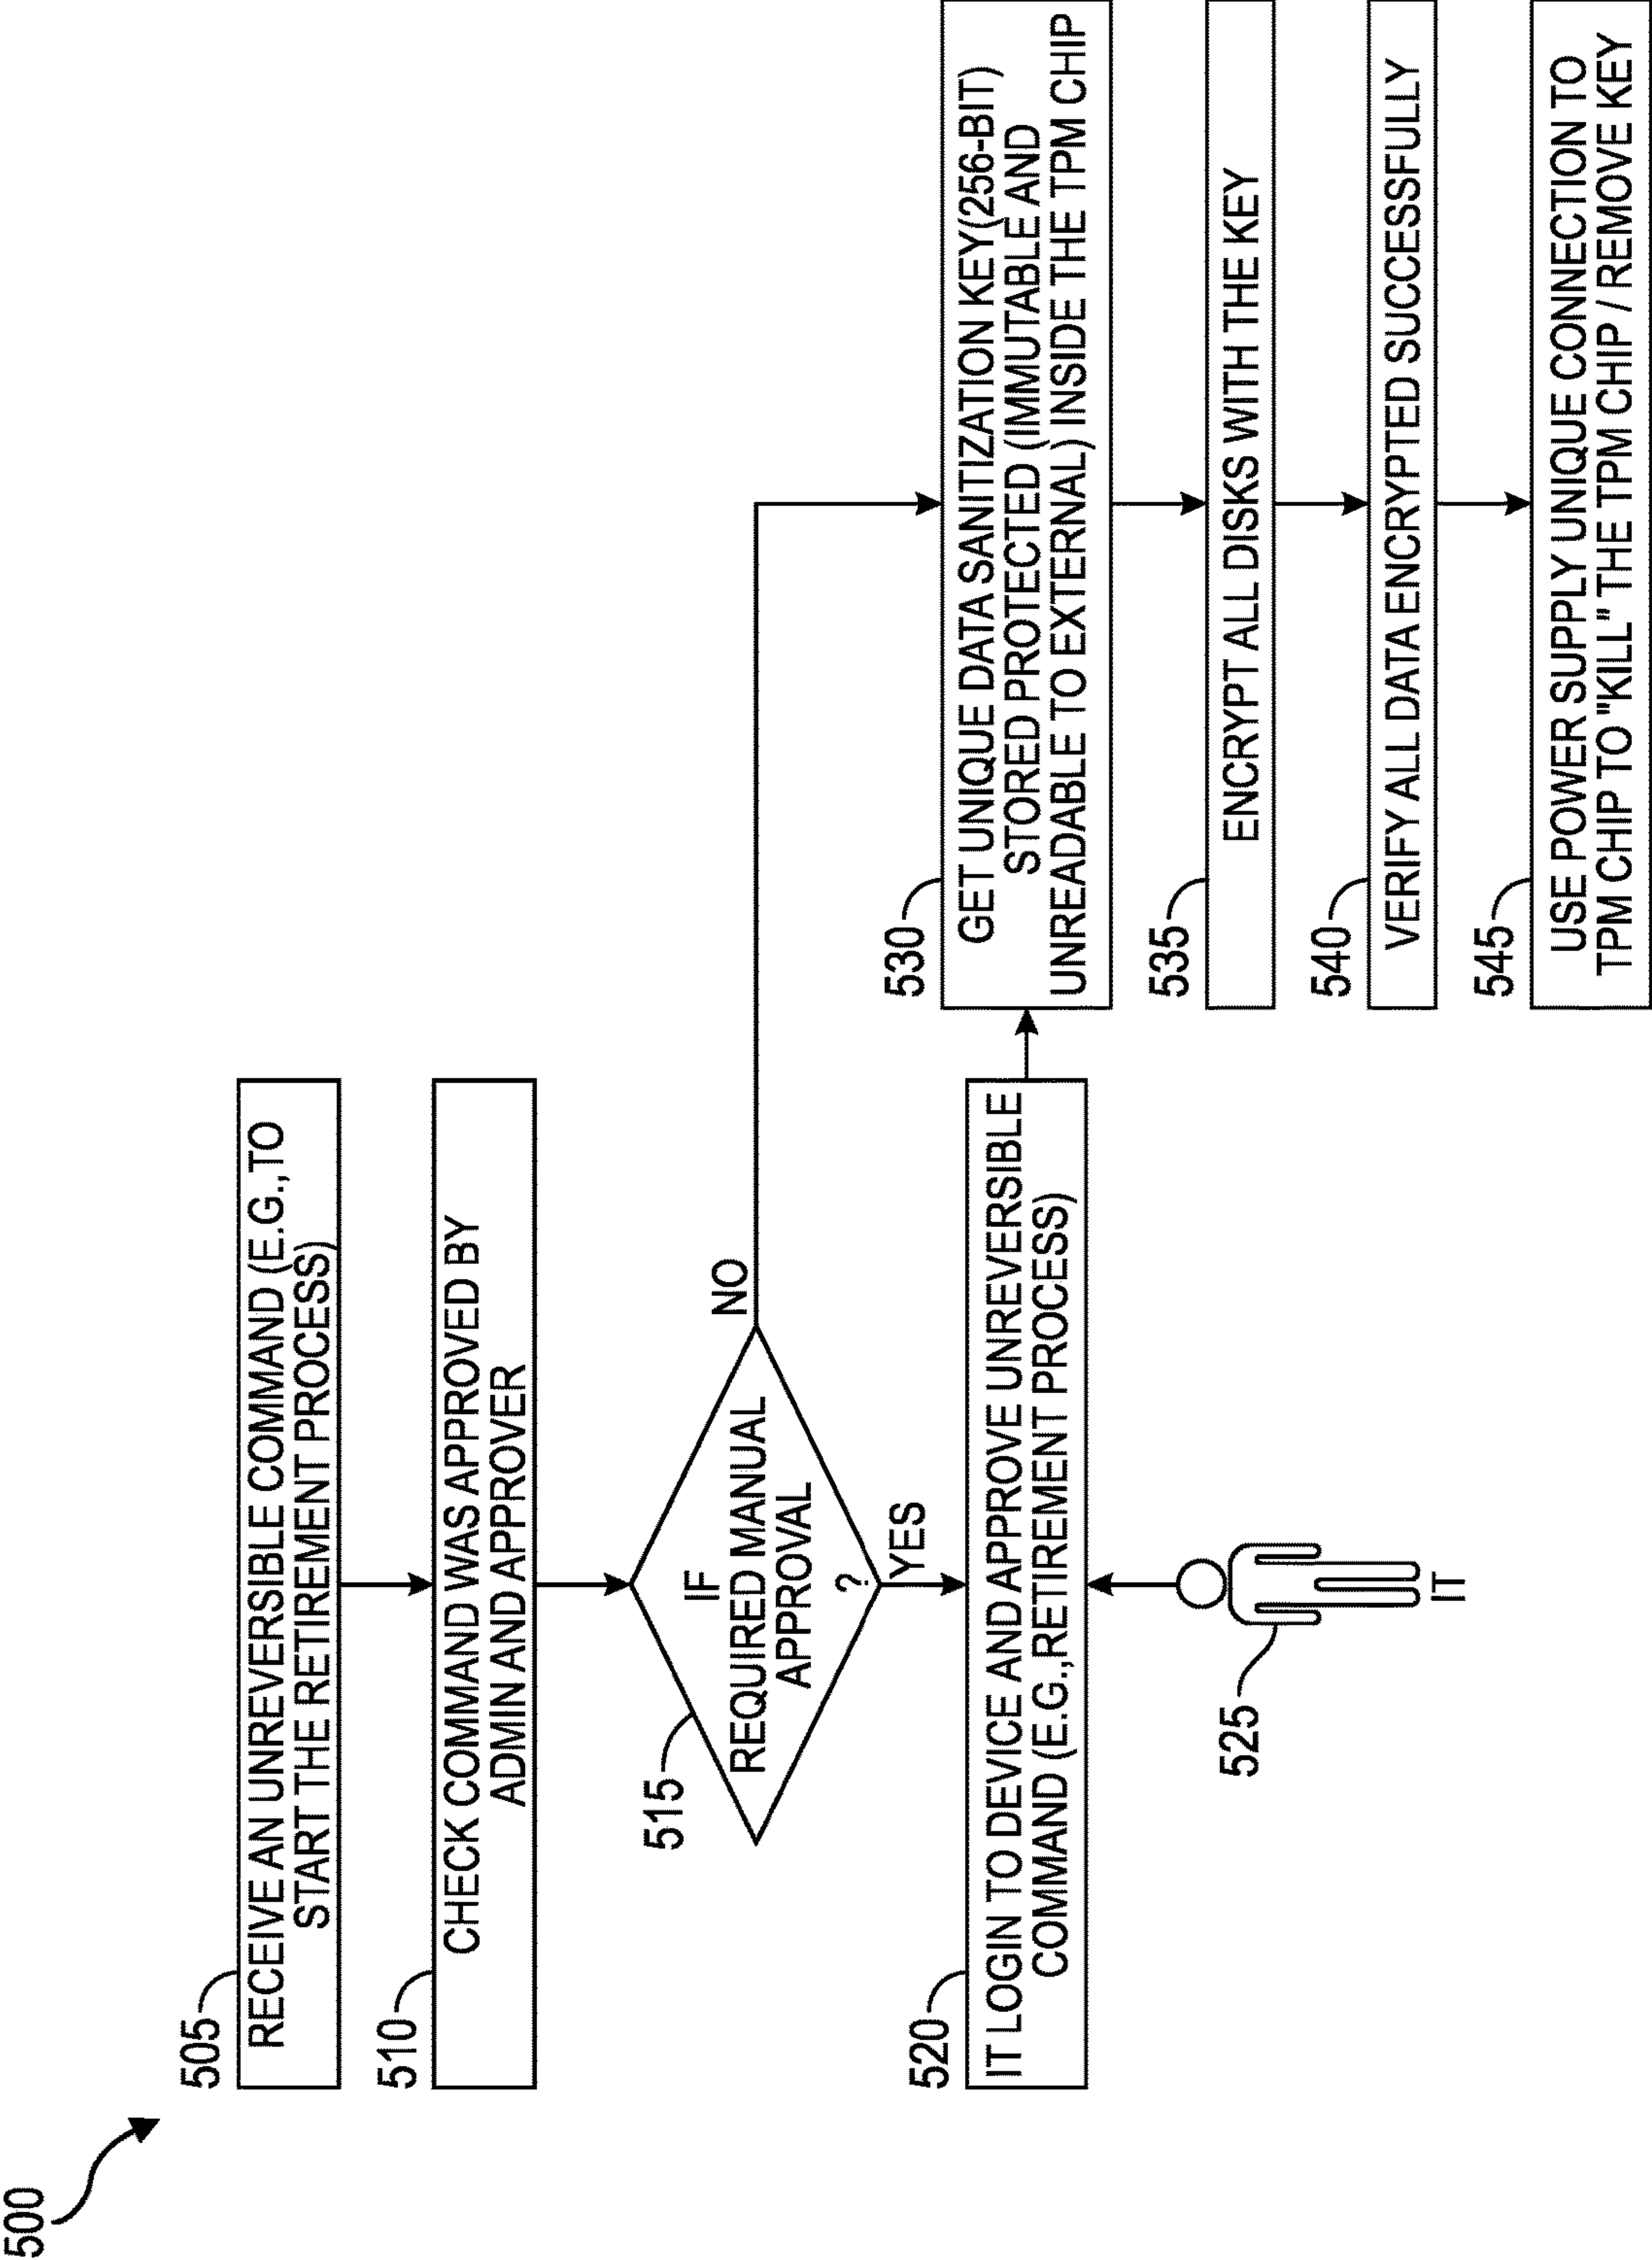 500
505
RECEIVE AN UNREVERSIBLE COMMAND (E.G.,TO
START THE RETIREMENT PROCESS)
510
CHECK COMMAND WAS APPROVED BY
ADMIN AND APPROVER
515
IF
REQUIRED MANUAL
APPROVAL
?
NO
YES
520
IT LOGIN TO DEVICE AND APPROVE UNREVERSIBLE
COMMAND (E.G.,RETIREMENT PROCESS)
525
IT
530
GET UNIQUE DATA SANITIZATION KEY(256-BIT)
STORED PROTECTED (IMMUTABLE AND
UNREADABLE TO EXTERNAL) INSIDE THE TPM CHIP
535
ENCRYPT ALL DISKS WITH THE KEY
540
VERIFY ALL DATA ENCRYPTED SUCCESSFULLY
545
USE POWER SUPPLY UNIQUE CONNECTION TO
TPM CHIP TO "KILL" THE TPM CHIP / REMOVE KEY